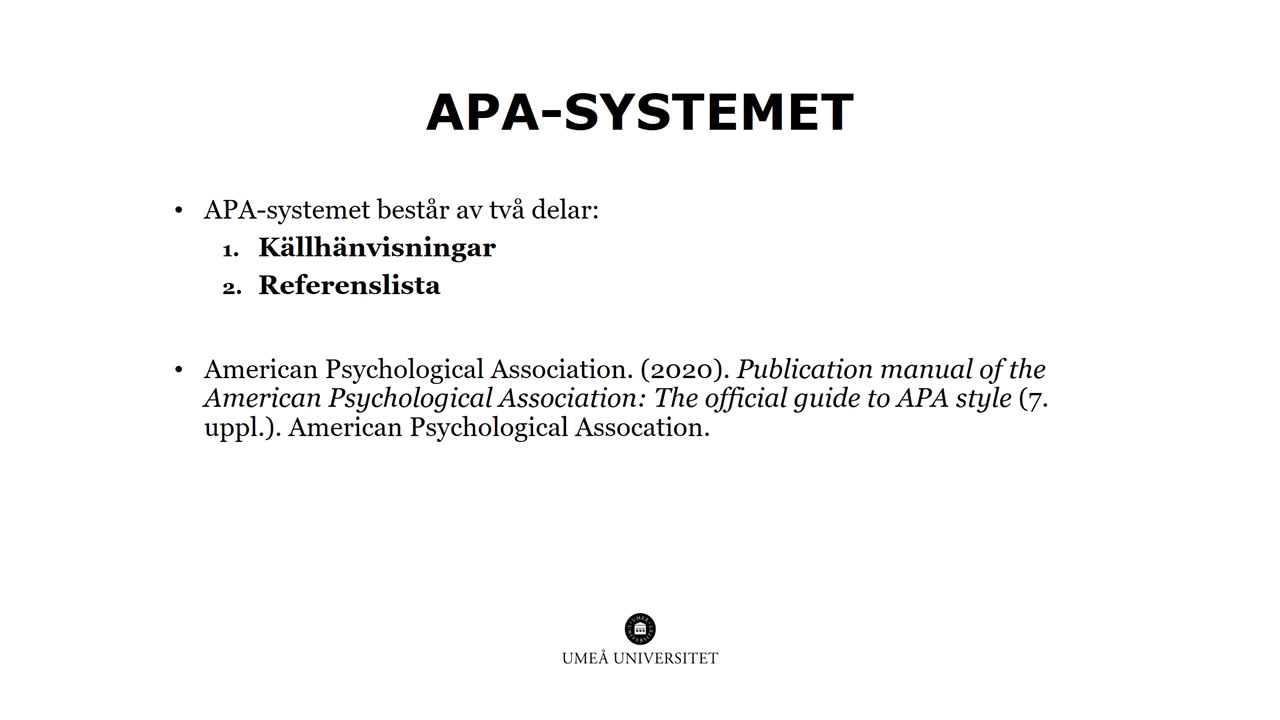 APA-SYSTEMET
• APA-systemet består av två delar:
1. Källhänvisningar
2. Referenslista
• American Psychological Association. (2020). Publication manual of the
American Psychological Association: The official guide to APA style (7.
uppl.). American Psychological Assocation.
UMEÅ UNIVERSITET